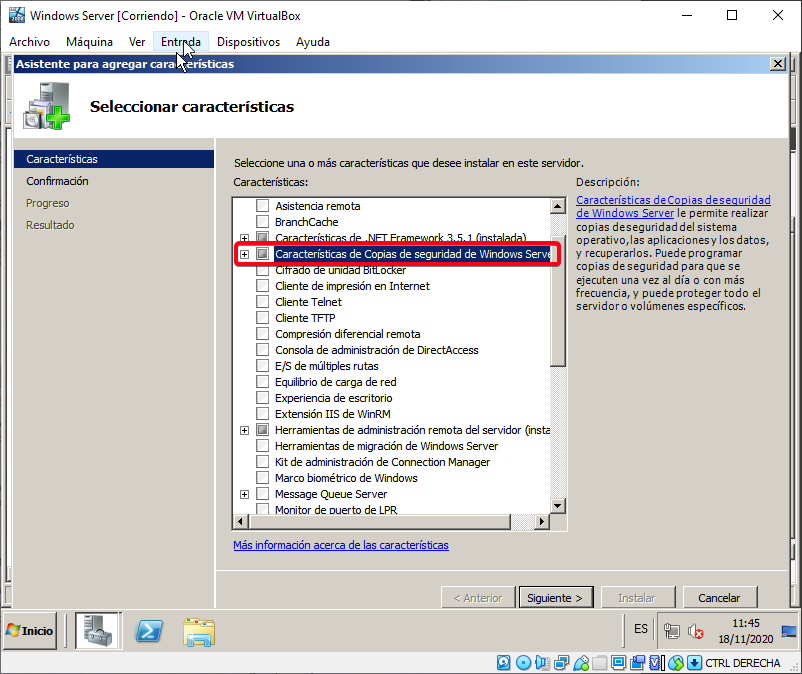 Windows Server [Corriendo] - Oracle VM VirtualBox
Archivo Máquina Ver Entrada Dispositivos Ayuda
Asistente para agregar características
Seleccionar características
Características
Confirmación
Progreso
Resultado
Seleccione una o más características que desee instalar en este servidor.
Características:
Asistencia remota
BranchCache
Características de .NET Framework 3.5.1 (instalada)
Características de Copias de seguridad de Windows Serve
Cifrado de unidad BitLocker
Cliente de impresión en Internet
Cliente Telnet
Cliente TFTP
Compresión diferencial remota
Consola de administración de DirectAccess
E/S de múltiples rutas
Equilibrio de carga de red
Experiencia de escritorio
Extensión IIS de WinRM
Herramientas de administración remota del servidor (insta
Herramientas de migración de Windows Server
Kit de administración de Connection Manager
Marco biométrico de Windows
Message Queue Server
Monitor de puerto de LPR
Más información acerca de las características
Descripción:
Características de Copias de seguridad
de Windows Server le permite realizar
copias de seguridad del sistema
operativo, las aplicaciones y los datos,
y recuperarlos. Puede programar
copias de seguridad para que se
ejecuten una vez al día o con más
frecuencia, y puede proteger todo el
servidor o volúmenes específicos.
< Anterior Siguiente > Instalar Cancelar
Inicio
ES
11:45
18/11/2020
CTRL DERECHA